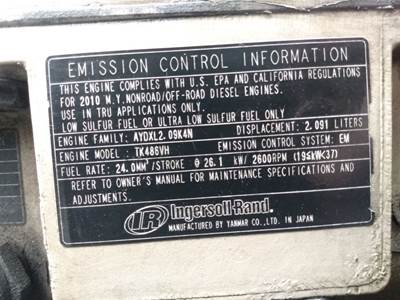 EMISSION CONTROL INFORMATION
THIS ENGINE COMPLIES WITH U.S. EPA AND CALIFORNIA REGULATIONS
FOR 2010 M.Y. NONROAD/OFF-ROAD DIESEL ENGINES.
USE IN TRU APPLICATIONS ONLY
LOW SULFUR FUEL OR ULTRA LOW SULFUR FUEL ONLY
ENGINE FAMILY: AYDXL2.09K4N DISPLACEMENT: 2.091 LITERS
ENGINE MODEL: TK486VH EMISSION CONTROL SYSTEM: EM
FUEL RATE: 24.0MM³/STROKE @ 26.1 kW/ 2600RPM (19≤kW<37)
REFER TO OWNER'S MANUAL FOR MAINTENANCE SPECIFICATIONS AND
ADJUSTMENTS.
IR Ingersoll-Rand.
MANUFACTURED BY YANMAR CO., LTD. IN JAPAN